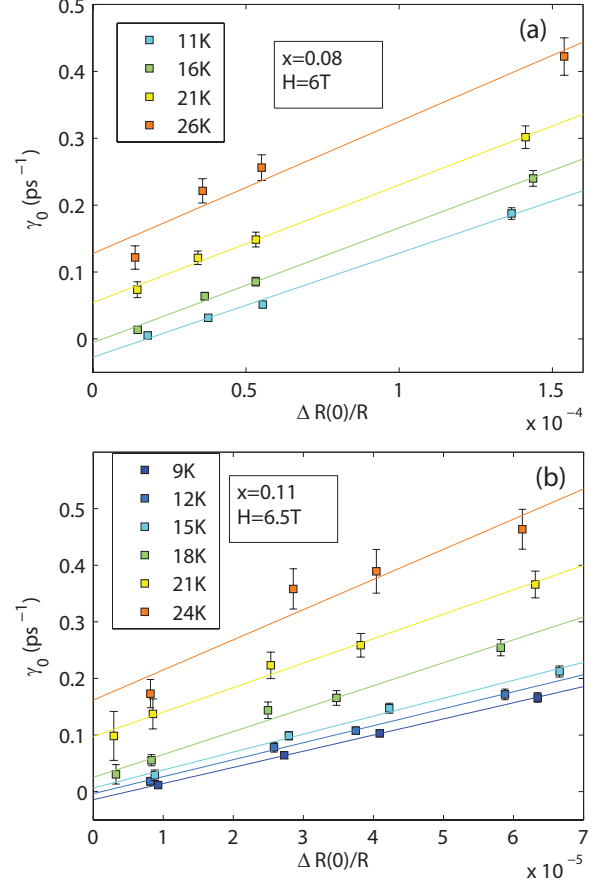 (a)
11K
16K
21K
26K
x=0.08
H=6T
0.5
0.4
0.3
0.2
0.1
0
γ₀ (ps⁻¹)
0 0.5 1 1.5
Δ R(0)/R
x 10⁻⁴
(b)
9K
12K
15K
18K
21K
24K
x=0.11
H=6.5T
0.5
0.4
0.3
0.2
0.1
0
γ₀ (ps⁻¹)
0 1 2 3 4 5 6 7
Δ R(0)/R
x 10⁻⁵